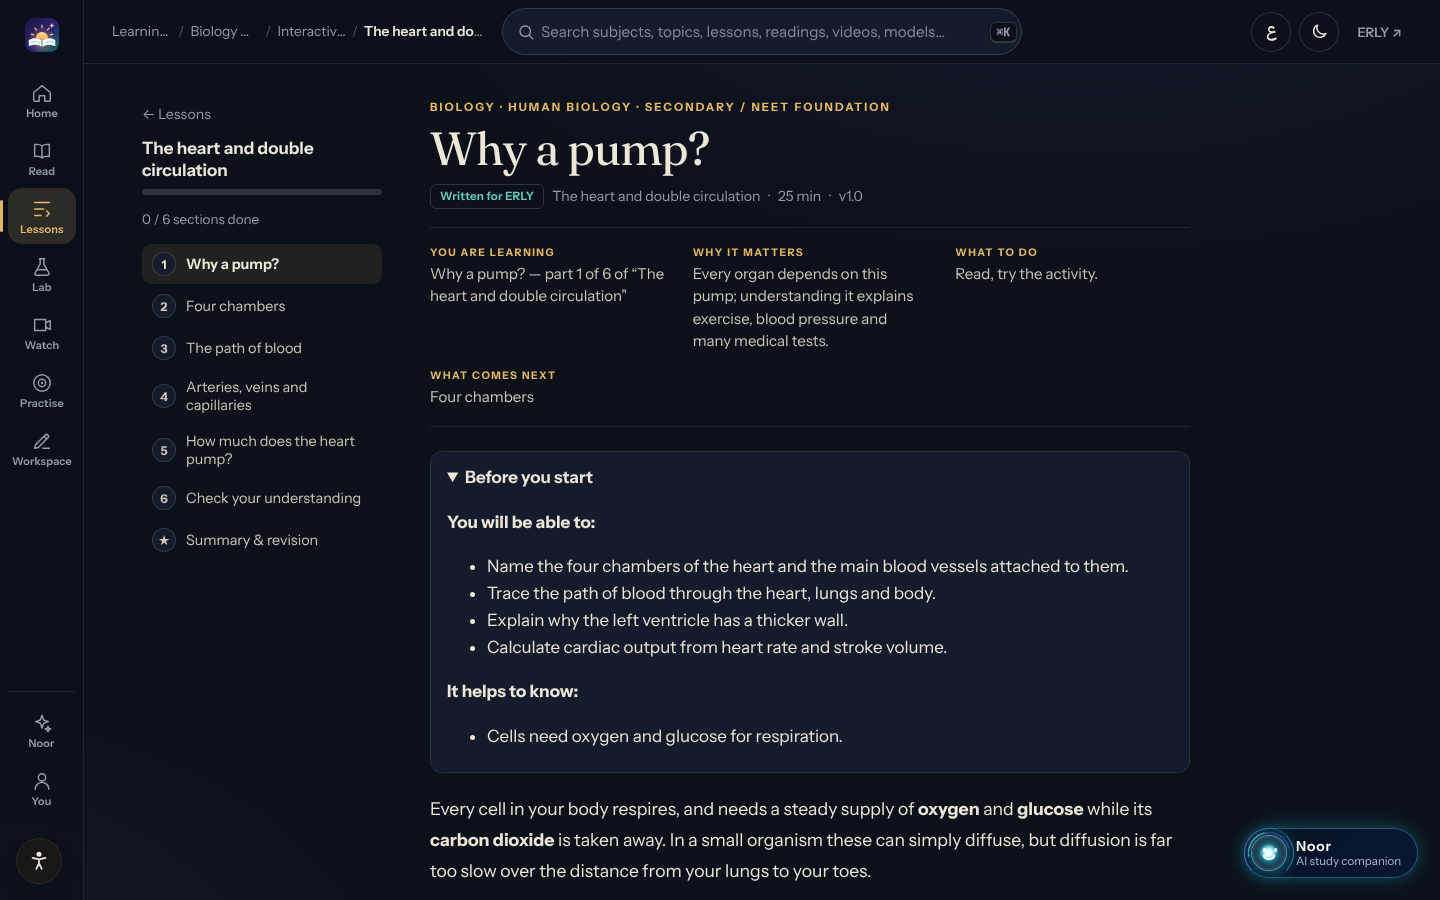 Learnin... / Biology ... / Interactiv... / The heart and do...
Search subjects, topics, lessons, readings, videos, models...
⌘K
ع
ERLY ↗
Home
Read
Lessons
Lab
Watch
Practise
Workspace
Noor
You
← Lessons
The heart and double
circulation
0 / 6 sections done
1 Why a pump?
2 Four chambers
3 The path of blood
4 Arteries, veins and
capillaries
5 How much does the heart
pump?
6 Check your understanding
★ Summary & revision
BIOLOGY · HUMAN BIOLOGY · SECONDARY / NEET FOUNDATION
Why a pump?
Written for ERLY The heart and double circulation · 25 min · v1.0
YOU ARE LEARNING
Why a pump? — part 1 of 6 of “The
heart and double circulation”
WHY IT MATTERS
Every organ depends on this
pump; understanding it explains
exercise, blood pressure and
many medical tests.
WHAT TO DO
Read, try the activity.
WHAT COMES NEXT
Four chambers
▼ Before you start
You will be able to:
• Name the four chambers of the heart and the main blood vessels attached to them.
• Trace the path of blood through the heart, lungs and body.
• Explain why the left ventricle has a thicker wall.
• Calculate cardiac output from heart rate and stroke volume.
It helps to know:
• Cells need oxygen and glucose for respiration.
Every cell in your body respires, and needs a steady supply of oxygen and glucose while its
carbon dioxide is taken away. In a small organism these can simply diffuse, but diffusion is far
too slow over the distance from your lungs to your toes.
Noor
AI study companion